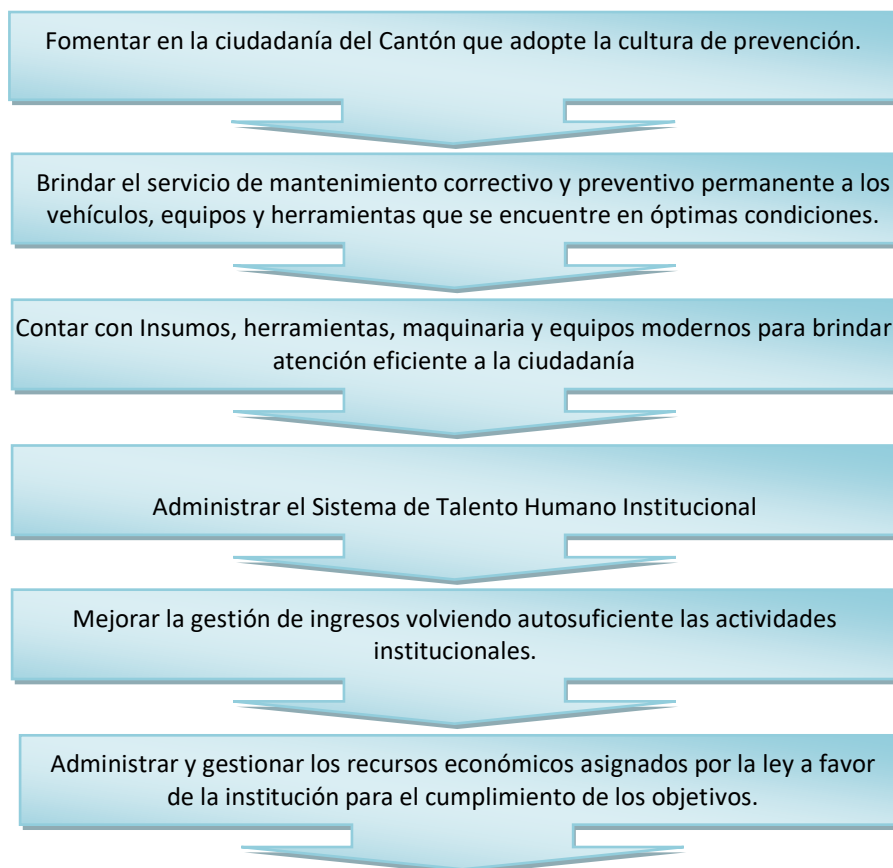 Fomentar en la ciudadanía del Cantón que adopte la cultura de prevención.
Brindar el servicio de mantenimiento correctivo y preventivo permanente a los
vehículos, equipos y herramientas que se encuentre en óptimas condiciones.
Contar con Insumos, herramientas, maquinaria y equipos modernos para brindar
atención eficiente a la ciudadanía
Administrar el Sistema de Talento Humano Institucional
Mejorar la gestión de ingresos volviendo autosuficiente las actividades
institucionales.
Administrar y gestionar los recursos económicos asignados por la ley a favor
de la institución para el cumplimiento de los objetivos.